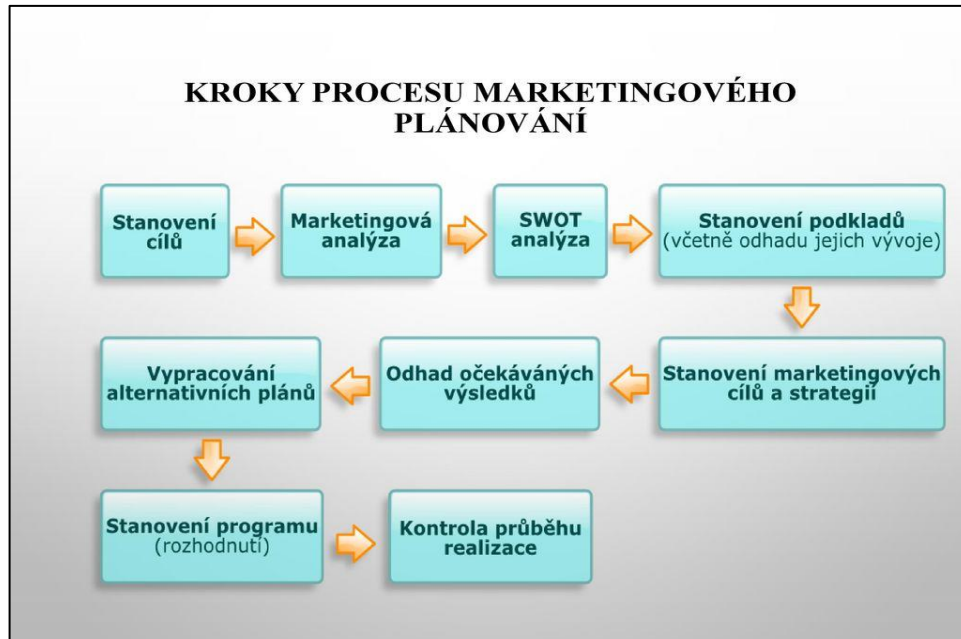 KROKY PROCESU MARKETINGOVÉHO
PLÁNOVÁNÍ
Stanovení
cílů
Marketingová
analýza
SWOT
analýza
Stanovení podkladů
(včetně odhadu jejich vývoje)
Stanovení marketingových
cílů a strategií
Odhad očekáváných
výsledků
Vypracování
alternativních plánů
Stanovení programu
(rozhodnutí)
Kontrola průběhu
realizace